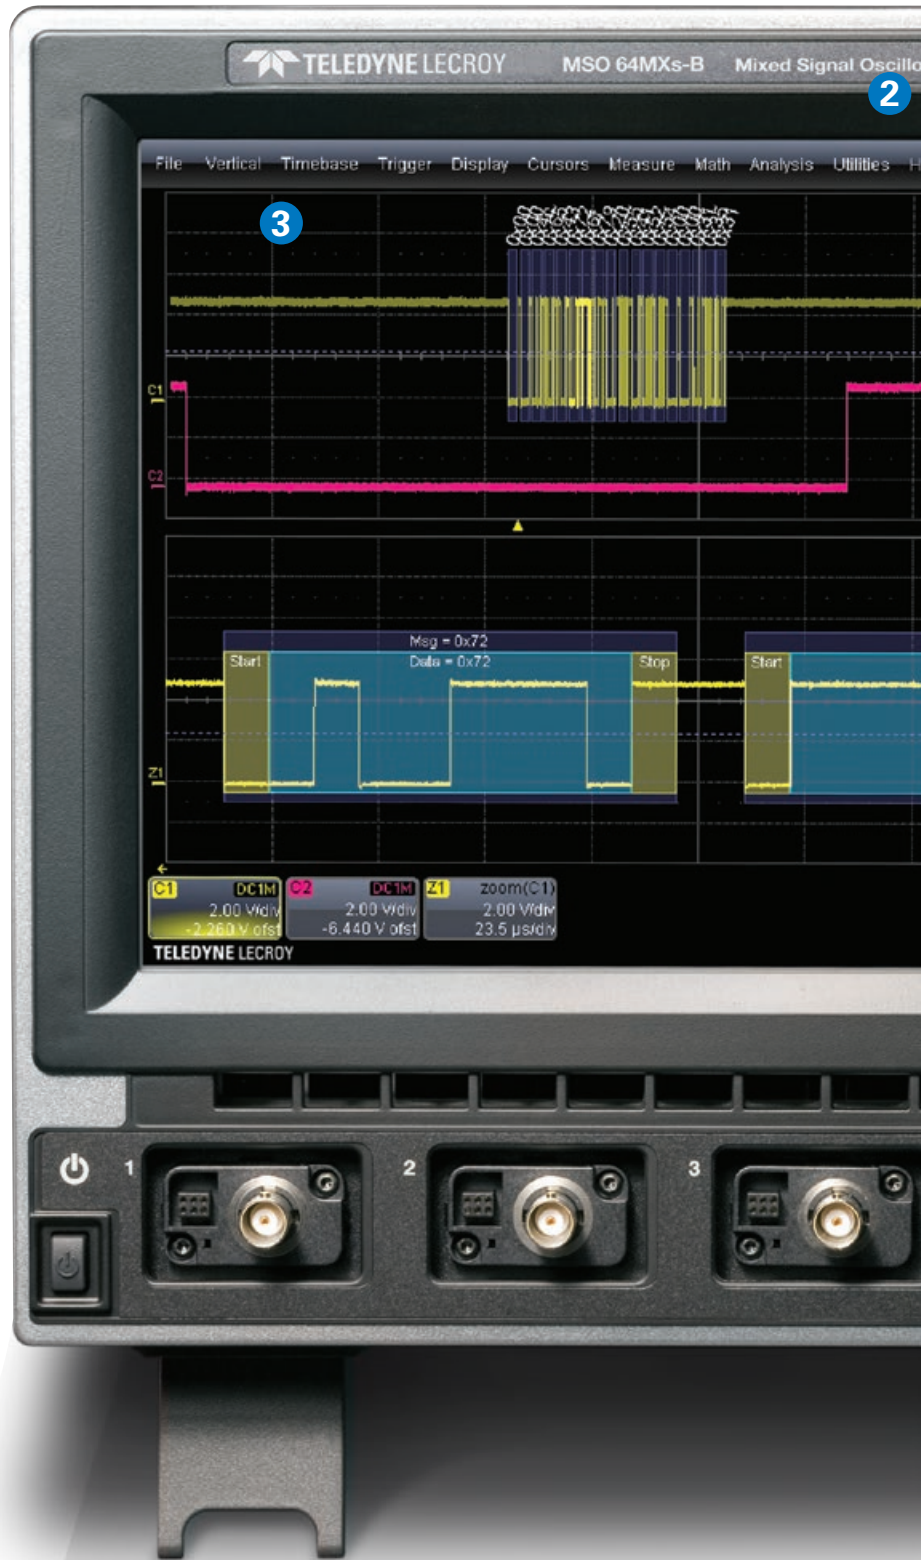 TELEDYNE LECROY MSO 64MXs-B Mixed Signal Oscillo
2
File Vertical Timebase Trigger Display Cursors Measure Math Analysis Utilities H
3
C1
C2
Msg = 0x72
Start Data = 0x72 Stop Start
Z1
C1 DC1M C2 DC1M Z1 zoom(C1)
2.00 V/div 2.00 V/div 2.00 V/div
-2.260 V ofst -6.440 V ofst 23.5 µs/div
TELEDYNE LECROY
1 2 3